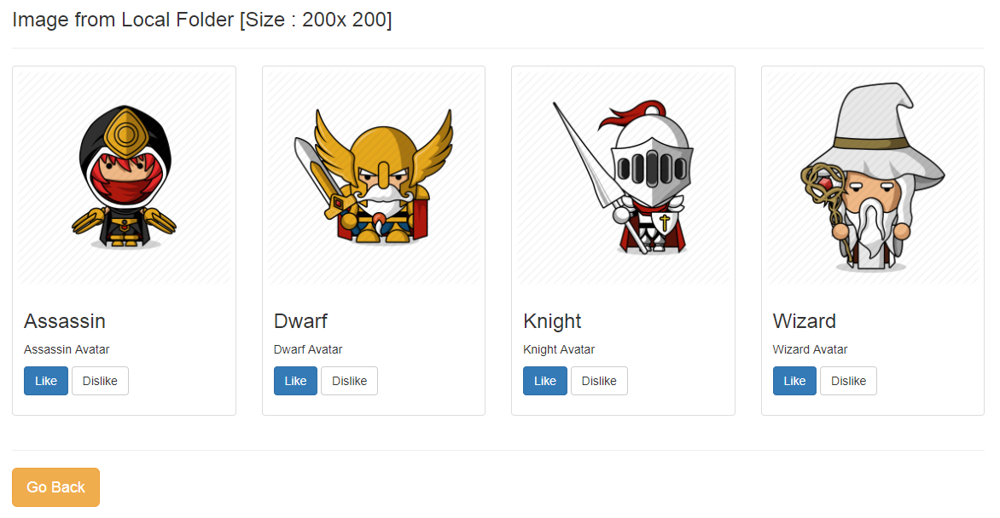 Image from Local Folder [Size : 200x 200]
Assassin
Assassin Avatar
Like Dislike
Dwarf
Dwarf Avatar
Like Dislike
Knight
Knight Avatar
Like Dislike
Wizard
Wizard Avatar
Like Dislike
Go Back